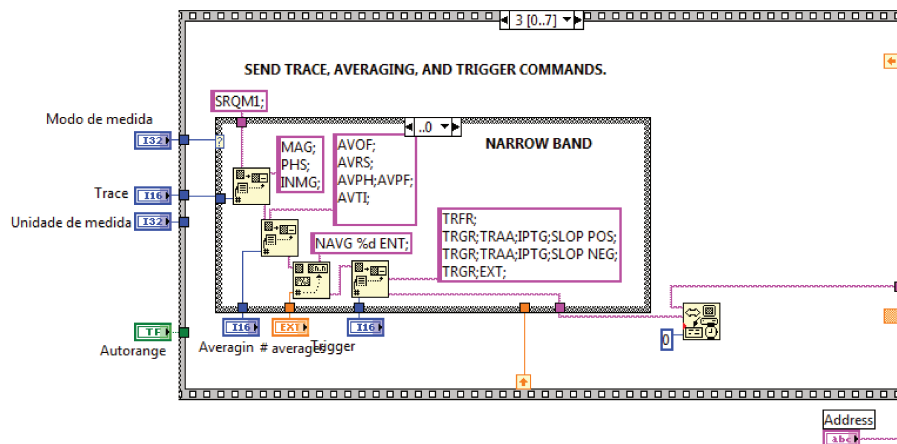 3 [0..7]
SEND TRACE, AVERAGING, AND TRIGGER COMMANDS.
SRQM1;
Modo de medida
I32
..0
NARROW BAND
MAG;
PHS;
INMG;
AVOF;
AVRS;
AVPH;AVPF;
AVTI;
Trace
I16
Unidade de medida
I32
TRFR;
TRGR;TRAA;IPTG;SLOP POS;
TRGR;TRAA;IPTG;SLOP NEG;
TRGR;EXT;
NAVG %d ENT;
I16
EXT
I16
Averagin
# averages
Trigger
TF
Autorange
0
Address
abc